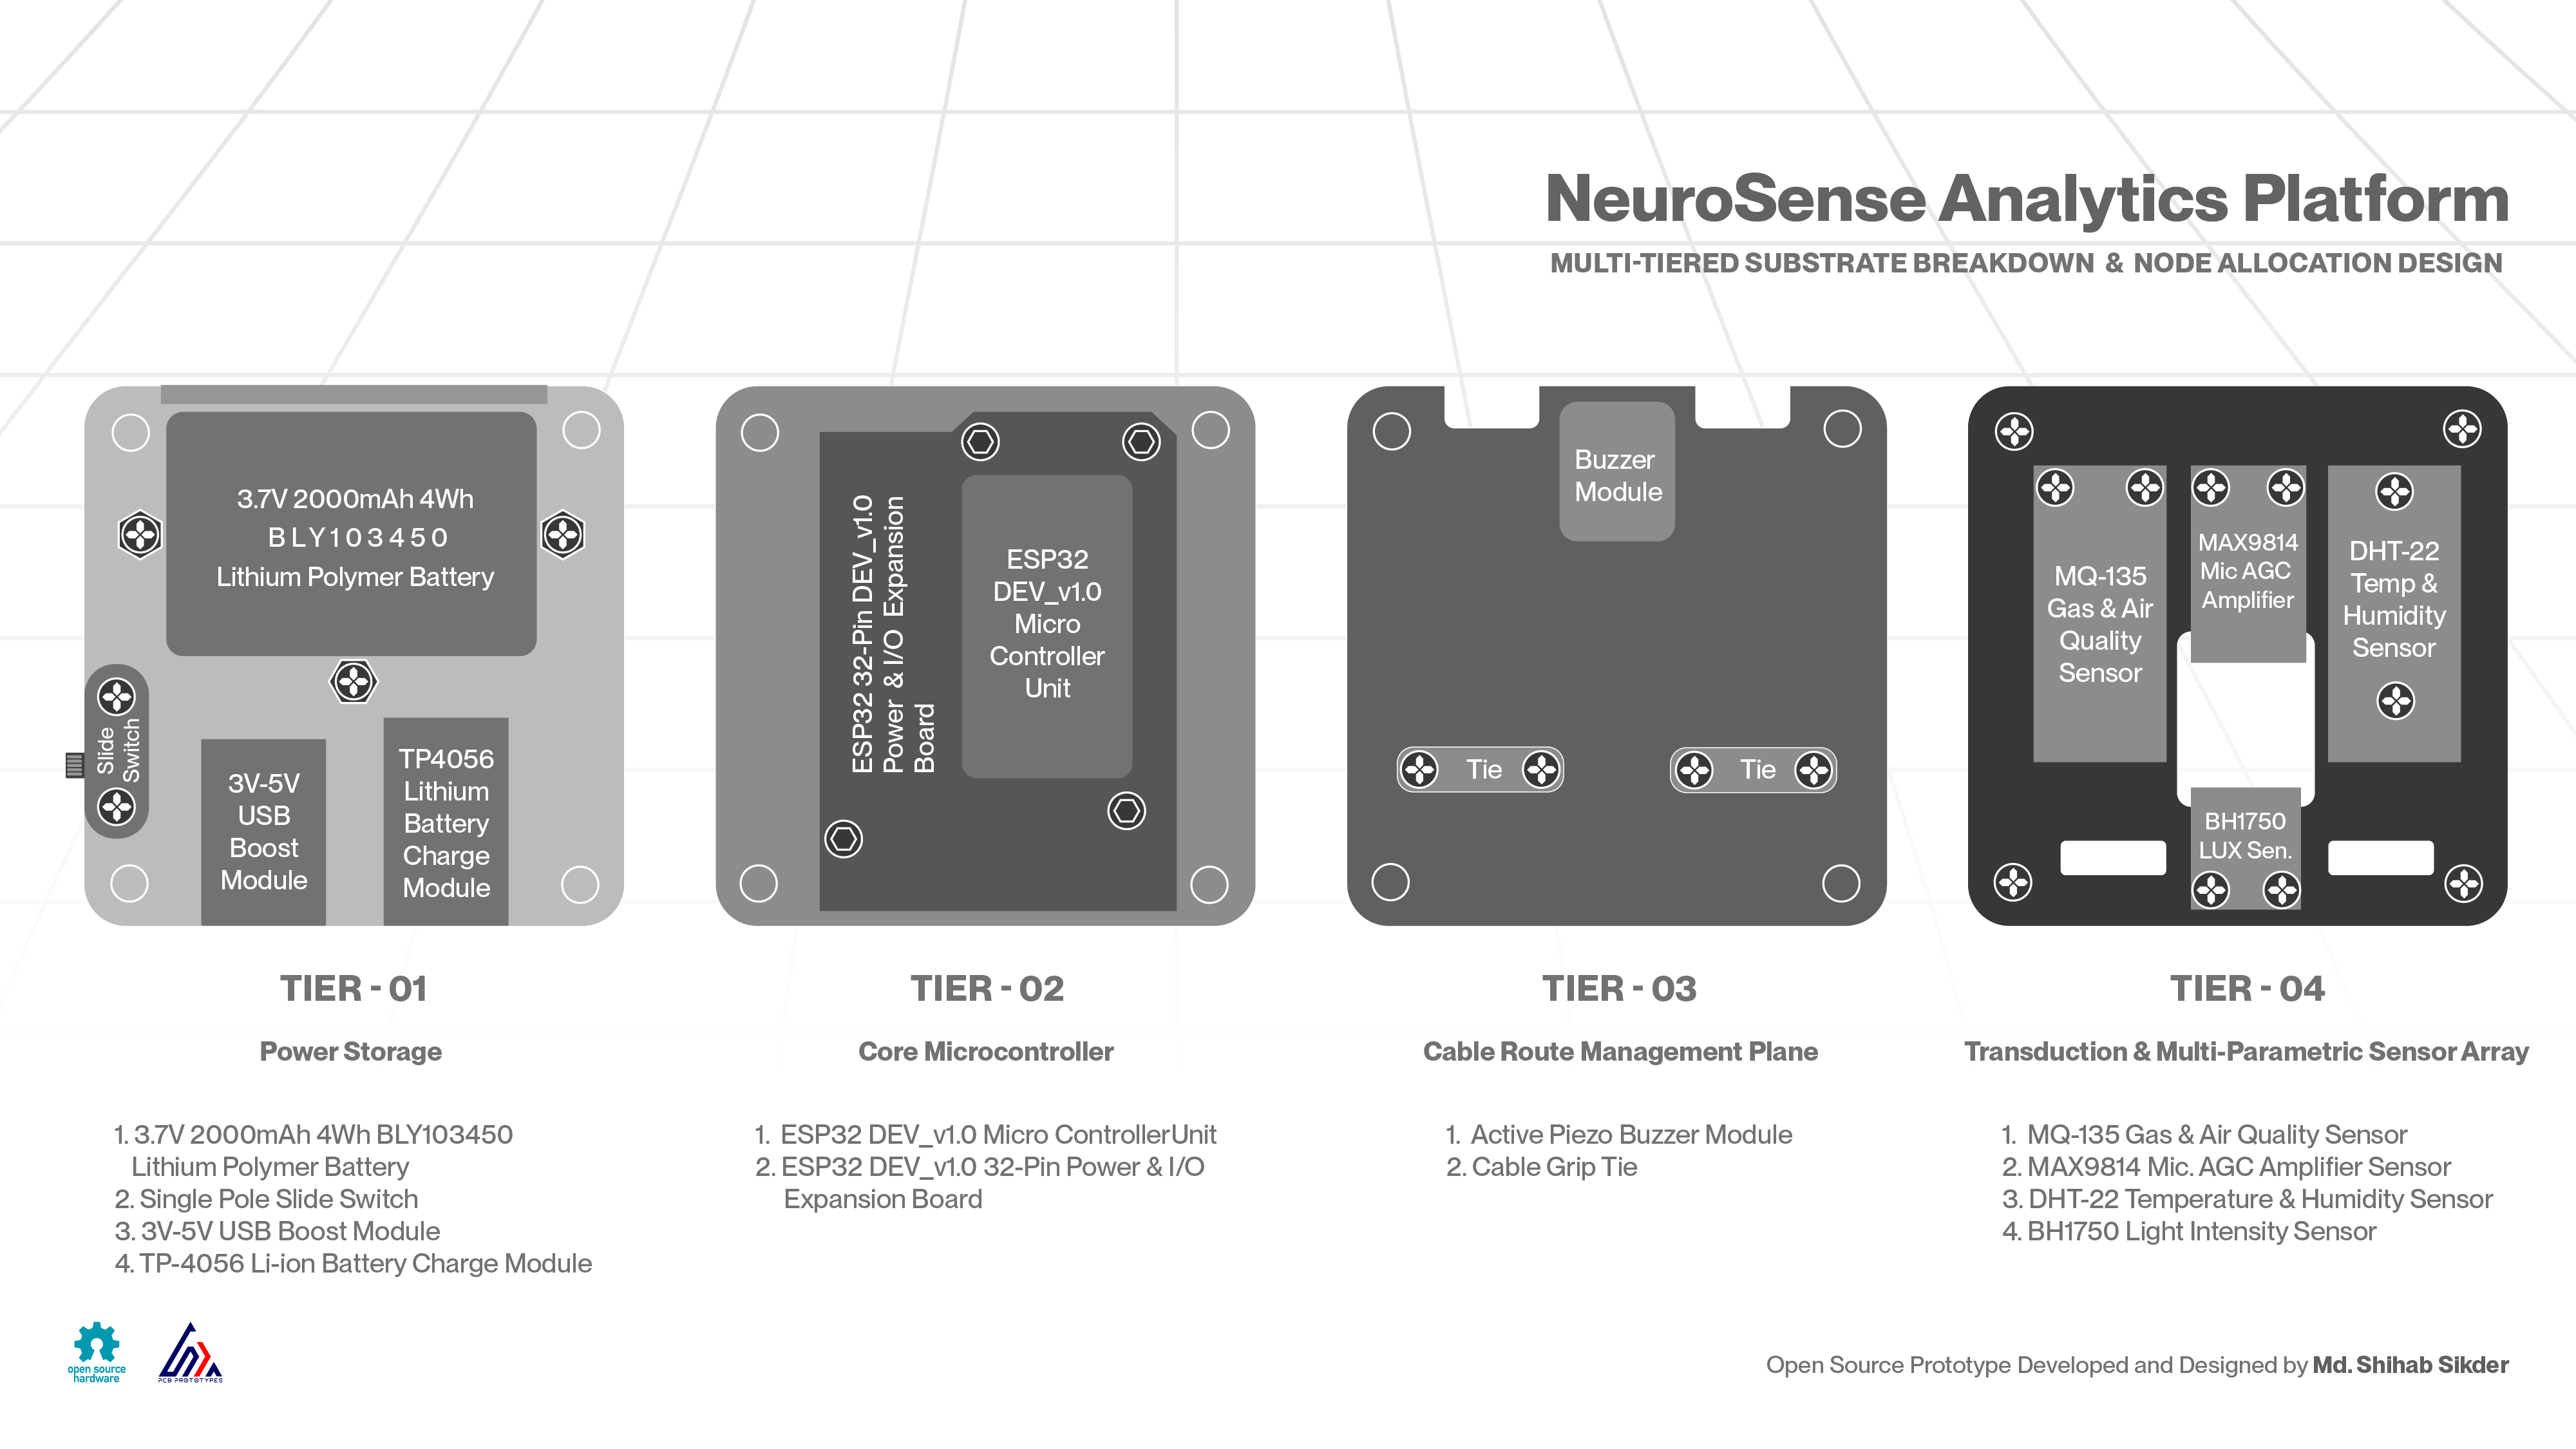 NeuroSense Analytics Platform
MULTI-TIERED SUBSTRATE BREAKDOWN & NODE ALLOCATION DESIGN
3.7V 2000mAh 4Wh
BLY103450
Lithium Polymer Battery
Slide
Switch
3V-5V
USB
Boost
Module
TP4056
Lithium
Battery
Charge
Module
ESP32 32-Pin DEV_v1.0
Power & I/O Expansion
Board
ESP32
DEV_v1.0
Micro
Controller
Unit
Buzzer
Module
Tie
Tie
MQ-135
Gas & Air
Quality
Sensor
MAX9814
Mic AGC
Amplifier
DHT-22
Temp &
Humidity
Sensor
BH1750
LUX Sen.
TIER - 01
Power Storage
1. 3.7V 2000mAh 4Wh BLY103450
Lithium Polymer Battery
2. Single Pole Slide Switch
3. 3V-5V USB Boost Module
4. TP-4056 Li-ion Battery Charge Module
TIER - 02
Core Microcontroller
1. ESP32 DEV_v1.0 Micro ControllerUnit
2. ESP32 DEV_v1.0 32-Pin Power & I/O
Expansion Board
TIER - 03
Cable Route Management Plane
1. Active Piezo Buzzer Module
2. Cable Grip Tie
TIER - 04
Transduction & Multi-Parametric Sensor Array
1. MQ-135 Gas & Air Quality Sensor
2. MAX9814 Mic. AGC Amplifier Sensor
3. DHT-22 Temperature & Humidity Sensor
4. BH1750 Light Intensity Sensor
open source
hardware
PCB PROTOTYPES
Open Source Prototype Developed and Designed by Md. Shihab Sikder